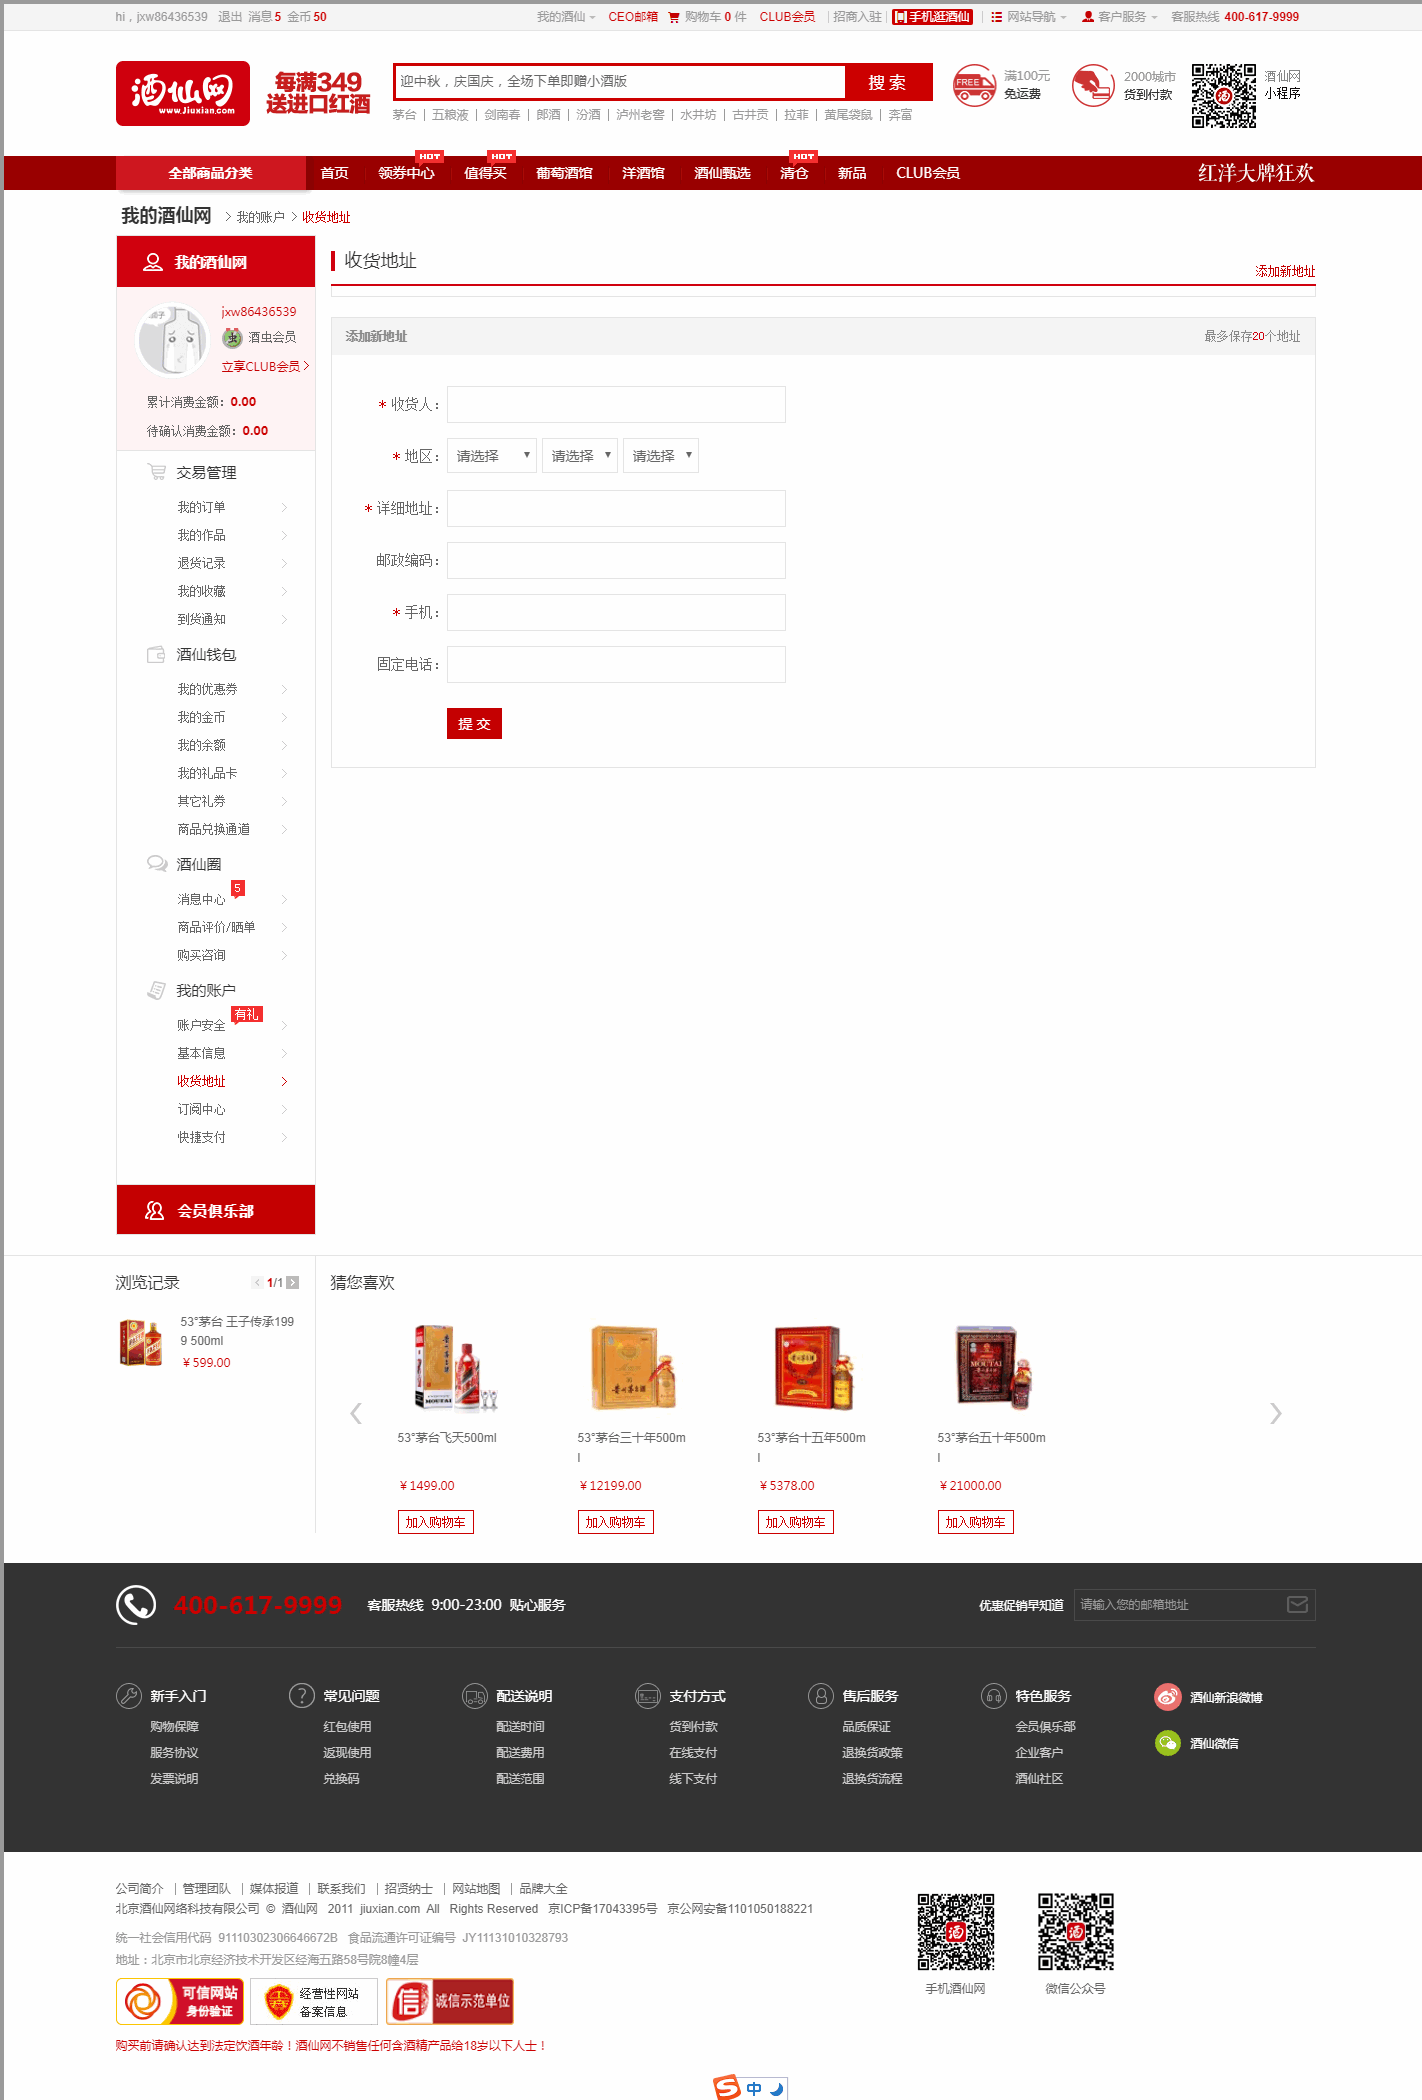 hi，jxw86436539 退出 消息5 金币50
我的酒仙 CEO邮箱 购物车 0 件 CLUB会员 招商入驻 手机逛酒仙 网站导航 客户服务 客服热线 400-617-9999
酒仙网
www.Jiuxian.com
每满349
送进口红酒
迎中秋，庆国庆，全场下单即赠小酒版
搜 索
茅台 | 五粮液 | 剑南春 | 郎酒 | 汾酒 | 泸州老窖 | 水井坊 | 古井贡 | 拉菲 | 黄尾袋鼠 | 奔富
FREE
满100元
免运费
2000城市
货到付款
酒
酒仙网
小程序
HOT HOT HOT
全部商品分类 首页 领券中心 值得买 葡萄酒馆 洋酒馆 酒仙甄选 清仓 新品 CLUB会员 红洋大牌狂欢
我的酒仙网 > 我的账户 > 收货地址
我的酒仙网
jxw86436539
虫 酒虫会员
立享CLUB会员 >
累计消费金额：0.00
待确认消费金额：0.00
交易管理
我的订单
我的作品
退货记录
我的收藏
到货通知
酒仙钱包
我的优惠券
我的金币
我的余额
我的礼品卡
其它礼券
商品兑换通道
酒仙圈
消息中心 5
商品评价/晒单
购买咨询
我的账户
账户安全 有礼
基本信息
收货地址
订阅中心
快捷支付
会员俱乐部
收货地址
添加新地址
添加新地址 最多保存20个地址
* 收货人：
* 地区： 请选择 请选择 请选择
* 详细地址：
邮政编码：
* 手机：
固定电话：
提 交
浏览记录 < 1/1 >
53°茅台 王子传承199
9 500ml
￥599.00
猜您喜欢
53°茅台飞天500ml
￥1499.00
加入购物车
53°茅台三十年500m
l
￥12199.00
加入购物车
53°茅台十五年500m
l
￥5378.00
加入购物车
53°茅台五十年500m
l
￥21000.00
加入购物车
400-617-9999 客服热线 9:00-23:00 贴心服务
优惠促销早知道 请输入您的邮箱地址
新手入门
购物保障
服务协议
发票说明
常见问题
红包使用
返现使用
兑换码
配送说明
配送时间
配送费用
配送范围
支付方式
货到付款
在线支付
线下支付
售后服务
品质保证
退换货政策
退换货流程
特色服务
会员俱乐部
企业客户
酒仙社区
酒仙新浪微博
酒仙微信
公司简介 | 管理团队 | 媒体报道 | 联系我们 | 招贤纳士 | 网站地图 | 品牌大全
北京酒仙网络科技有限公司 © 酒仙网 2011 jiuxian.com All Rights Reserved 京ICP备17043395号 京公网安备1101050188221
统一社会信用代码 91110302306646672B 食品流通许可证编号 JY11131010328793
地址：北京市北京经济技术开发区经海五路58号院8幢4层
可信网站
身份验证
经营性网站
备案信息
信 诚信示范单位
购买前请确认达到法定饮酒年龄！酒仙网不销售任何含酒精产品给18岁以下人士！
酒
手机酒仙网
酒
微信公众号
S 中